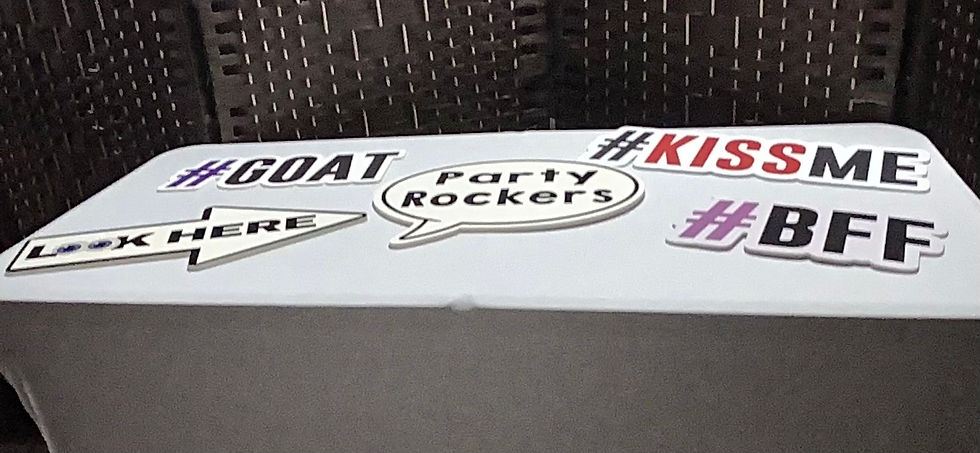 #GOAT
#KISSME
Party
Rockers
LOOK HERE
#BFF